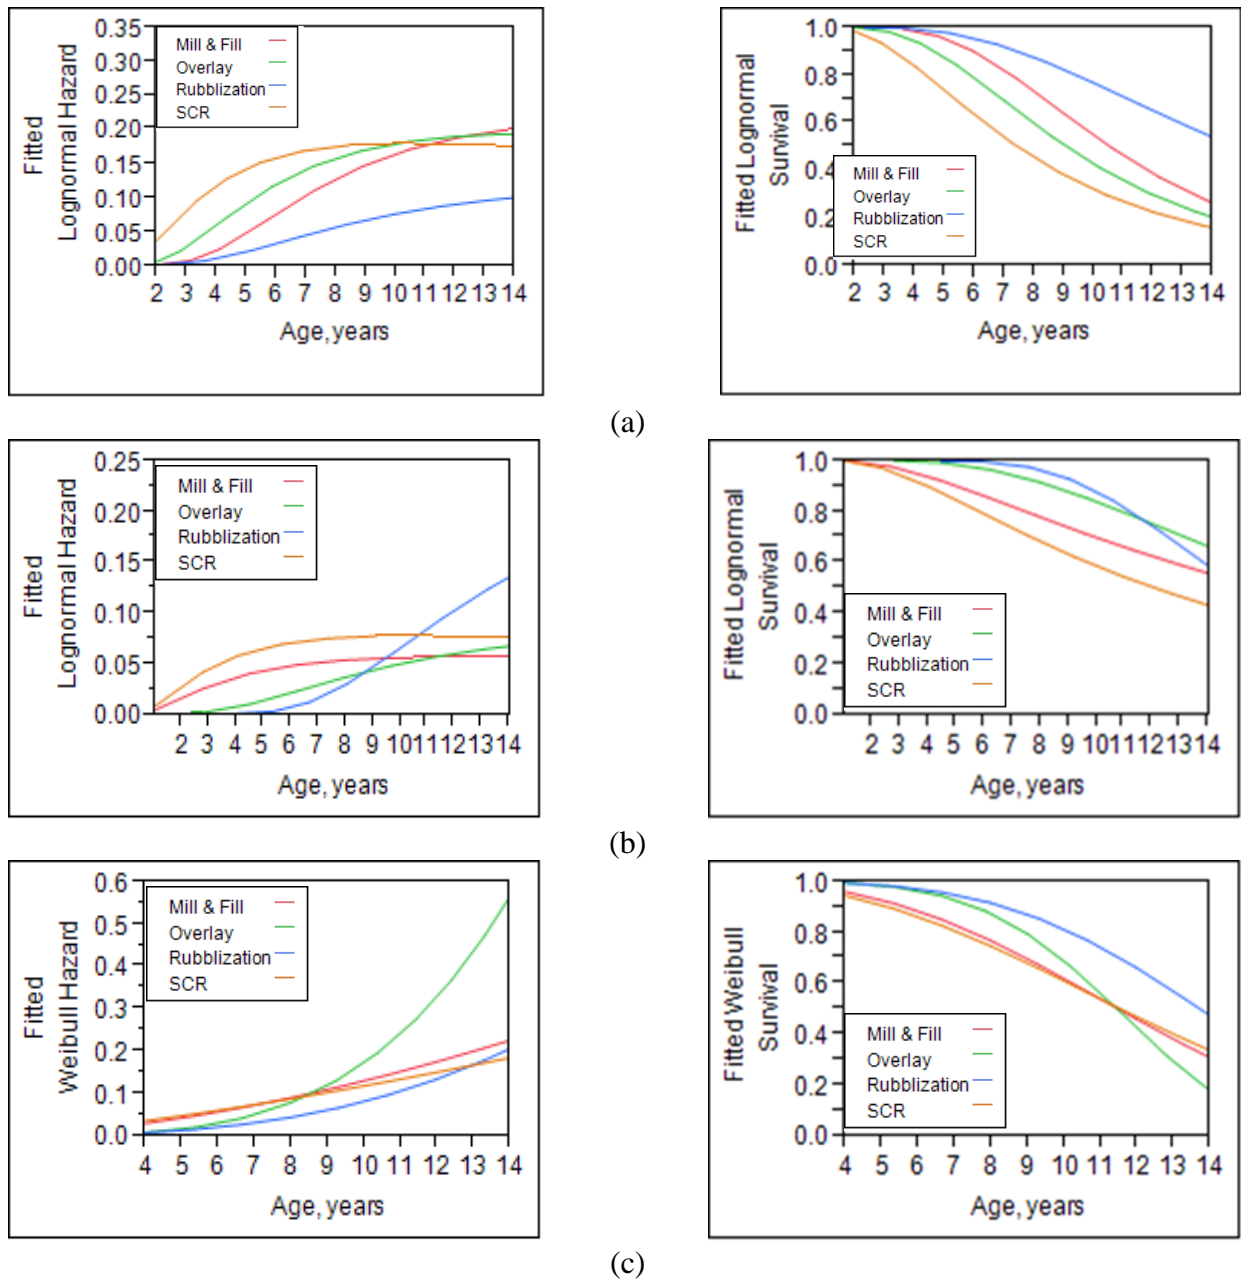 Fitted
Lognormal Hazard
0.35
0.30
0.25
0.20
0.15
0.10
0.05
0.00
Mill & Fill
Overlay
Rubblization
SCR
2 3 4 5 6 7 8 9 10 11 12 13 14
Age, years
Fitted Lognormal
Survival
1.0
0.8
0.6
0.4
0.2
0.0
Mill & Fill
Overlay
Rubblization
SCR
2 3 4 5 6 7 8 9 10 11 12 13 14
Age, years
(a)
Fitted
Lognormal Hazard
0.25
0.20
0.15
0.10
0.05
0.00
Mill & Fill
Overlay
Rubblization
SCR
2 3 4 5 6 7 8 9 10 11 12 13 14
Age, years
Fitted Lognormal
Survival
1.0
0.8
0.6
0.4
0.2
0.0
Mill & Fill
Overlay
Rubblization
SCR
2 3 4 5 6 7 8 9 10 11 12 13 14
Age, years
(b)
Fitted
Weibull Hazard
0.6
0.5
0.4
0.3
0.2
0.1
0.0
Mill & Fill
Overlay
Rubblization
SCR
4 5 6 7 8 9 10 11 12 13 14
Age, years
Fitted Weibull
Survival
1.0
0.8
0.6
0.4
0.2
0.0
Mill & Fill
Overlay
Rubblization
SCR
4 5 6 7 8 9 10 11 12 13 14
Age, years
(c)